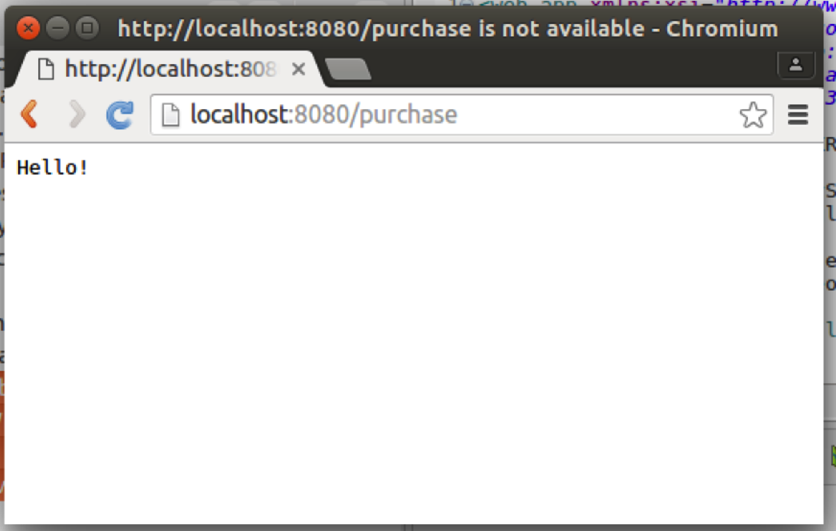 http://localhost:8080/purchase is not available - Chromium
http://localhost:808
localhost:8080/purchase
Hello!